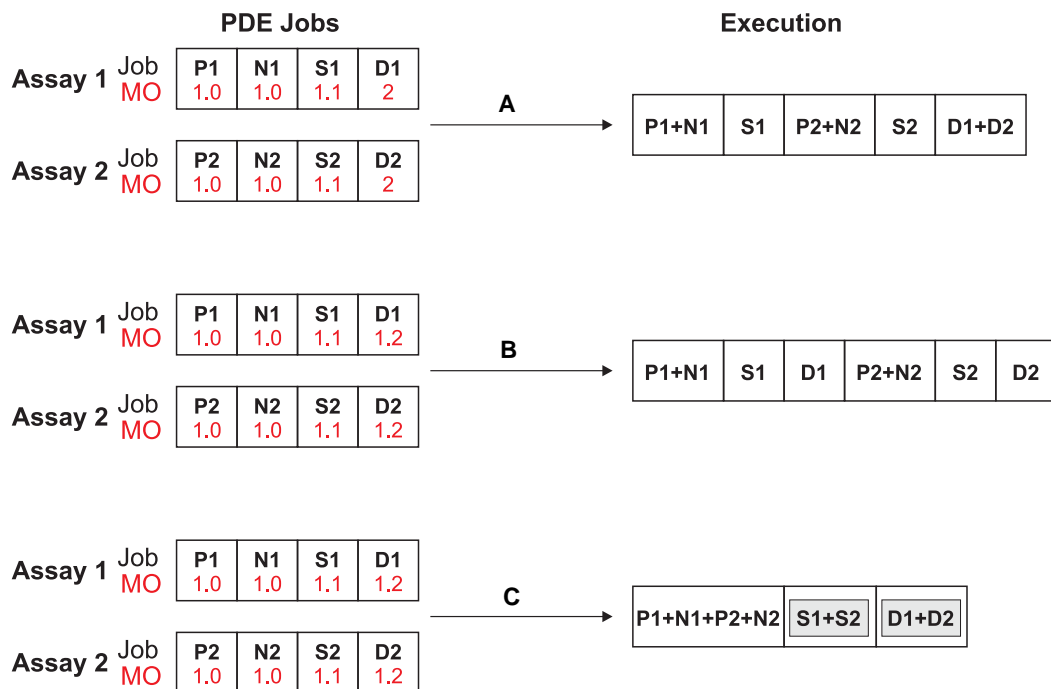 PDE Jobs Execution
Assay 1 Job P1 N1 S1 D1
MO 1.0 1.0 1.1 2
A
P1+N1 S1 P2+N2 S2 D1+D2
Assay 2 Job P2 N2 S2 D2
MO 1.0 1.0 1.1 2
Assay 1 Job P1 N1 S1 D1
MO 1.0 1.0 1.1 1.2
B
P1+N1 S1 D1 P2+N2 S2 D2
Assay 2 Job P2 N2 S2 D2
MO 1.0 1.0 1.1 1.2
Assay 1 Job P1 N1 S1 D1
MO 1.0 1.0 1.1 1.2
C
P1+N1+P2+N2 S1+S2 D1+D2
Assay 2 Job P2 N2 S2 D2
MO 1.0 1.0 1.1 1.2